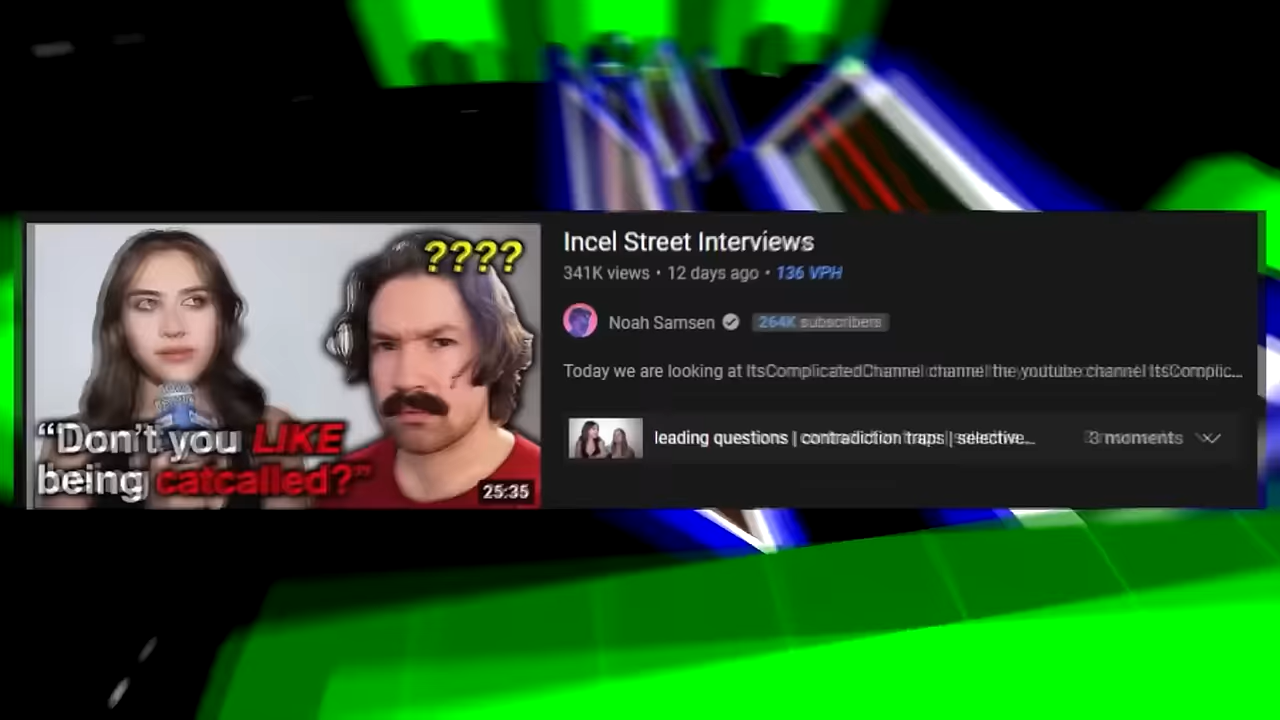 ????
"Don't you LIKE
being catcalled?"
25:35
Incel Street Interviews
341K views • 12 days ago • 136 VPH
Noah Samsen
264K subscribers
Today we are looking at ItsComplicatedChannel channel the youtube channel ItsComplic...
leading questions | contradiction traps | selective...
3 moments